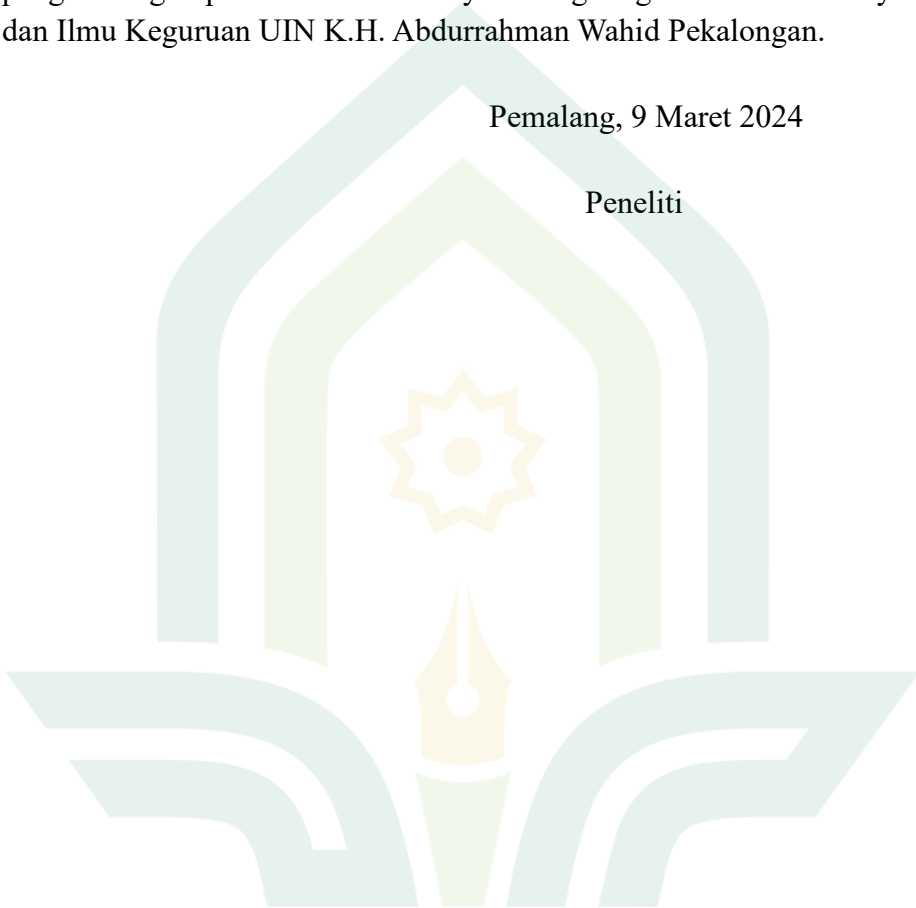 dan Ilmu Keguruan UIN K.H. Abdurrahman Wahid Pekalongan.
Pemalang, 9 Maret 2024
Peneliti